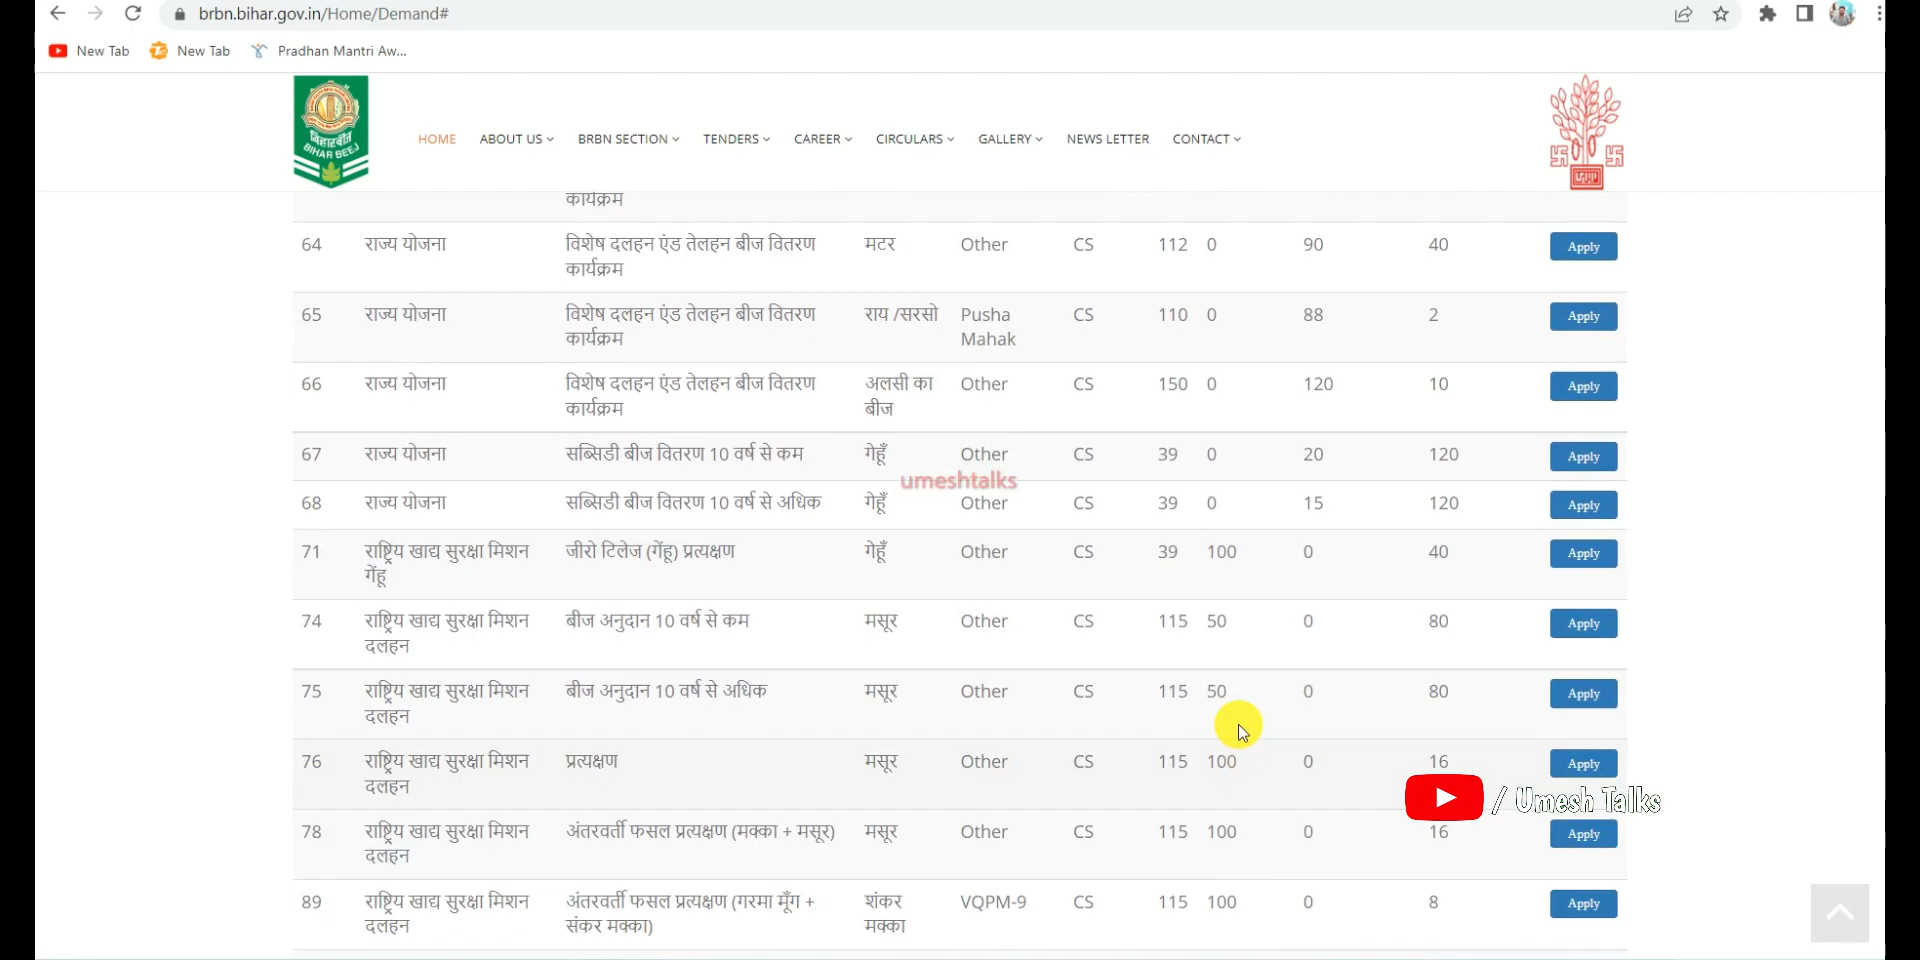 brbn.bihar.gov.in/Home/Demand#
New Tab New Tab Pradhan Mantri Aw...
बिहार बीज
BIHAR BEEJ
HOME ABOUT US BRBN SECTION TENDERS CAREER CIRCULARS GALLERY NEWS LETTER CONTACT
कार्यक्रम
64 राज्य योजना विशेष दलहन एंड तेलहन बीज वितरण मटर Other CS 112 0 90 40 Apply
कार्यक्रम
65 राज्य योजना विशेष दलहन एंड तेलहन बीज वितरण राय /सरसो Pusha CS 110 0 88 2 Apply
कार्यक्रम Mahak
66 राज्य योजना विशेष दलहन एंड तेलहन बीज वितरण अलसी का Other CS 150 0 120 10 Apply
कार्यक्रम बीज
67 राज्य योजना सब्सिडी बीज वितरण 10 वर्ष से कम गेहूँ Other CS 39 0 20 120 Apply
umeshtalks
68 राज्य योजना सब्सिडी बीज वितरण 10 वर्ष से अधिक गेहूँ Other CS 39 0 15 120 Apply
71 राष्ट्रिय खाद्य सुरक्षा मिशन जीरो टिलेज (गेंहू) प्रत्यक्षण गेहूँ Other CS 39 100 0 40 Apply
गेंहू
74 राष्ट्रिय खाद्य सुरक्षा मिशन बीज अनुदान 10 वर्ष से कम मसूर Other CS 115 50 0 80 Apply
दलहन
75 राष्ट्रिय खाद्य सुरक्षा मिशन बीज अनुदान 10 वर्ष से अधिक मसूर Other CS 115 50 0 80 Apply
दलहन
76 राष्ट्रिय खाद्य सुरक्षा मिशन प्रत्यक्षण मसूर Other CS 115 100 0 16 Apply
दलहन
/ Umesh Talks
78 राष्ट्रिय खाद्य सुरक्षा मिशन अंतरवर्ती फसल प्रत्यक्षण (मक्का + मसूर) मसूर Other CS 115 100 0 16 Apply
दलहन
89 राष्ट्रिय खाद्य सुरक्षा मिशन अंतरवर्ती फसल प्रत्यक्षण (गरमा मूँग + शंकर VQPM-9 CS 115 100 0 8 Apply
दलहन संकर मक्का) मक्का